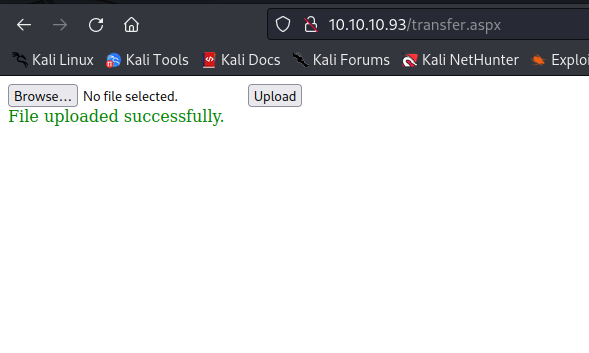 10.10.10.93/transfer.aspx
Kali Linux Kali Tools Kali Docs Kali Forums Kali NetHunter Exploi
Browse... No file selected. Upload
File uploaded successfully.